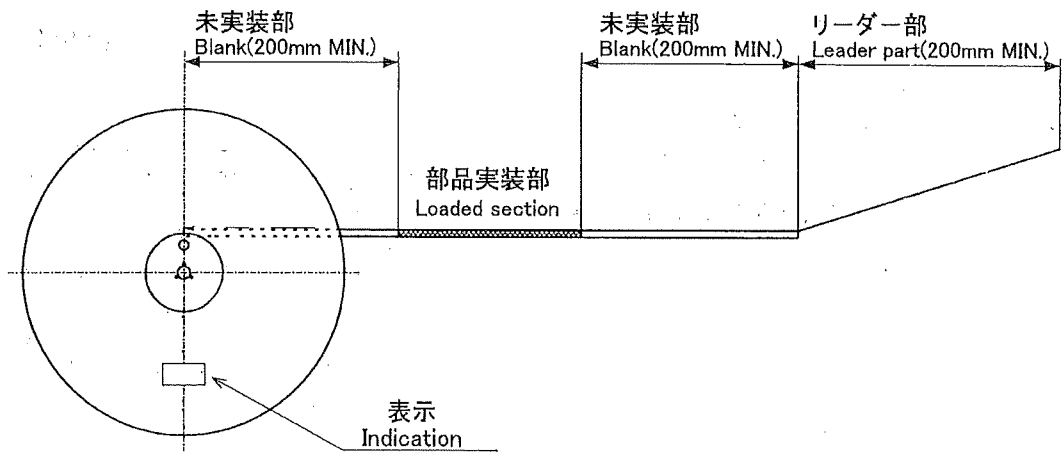 未実装部
Blank(200mm MIN.)
未実装部
Blank(200mm MIN.)
リーダー部
Leader part(200mm MIN.)
部品実装部
Loaded section
表示
Indication